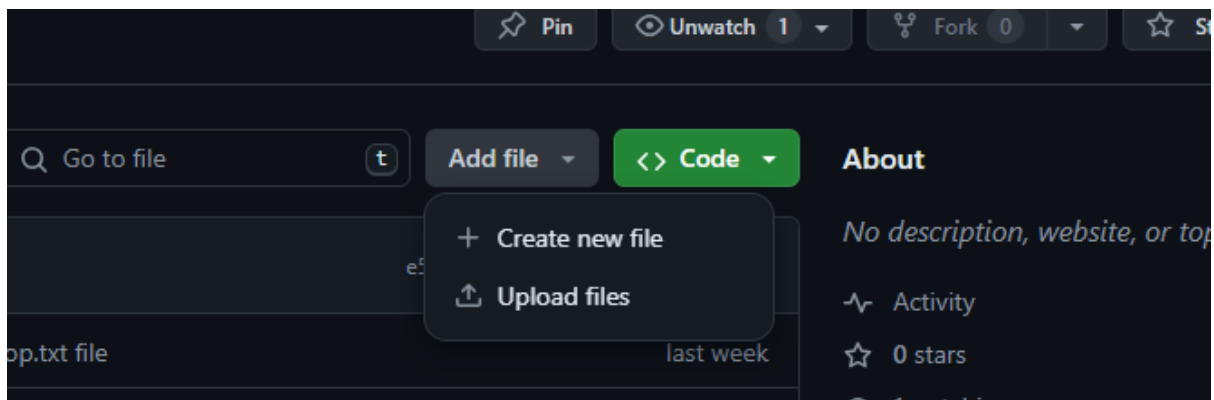 Pin
Unwatch 1
Fork 0
Go to file
t
Add file
Code
About
Create new file
Upload files
No description, website, or
Activity
op.txt file
last week
0 stars